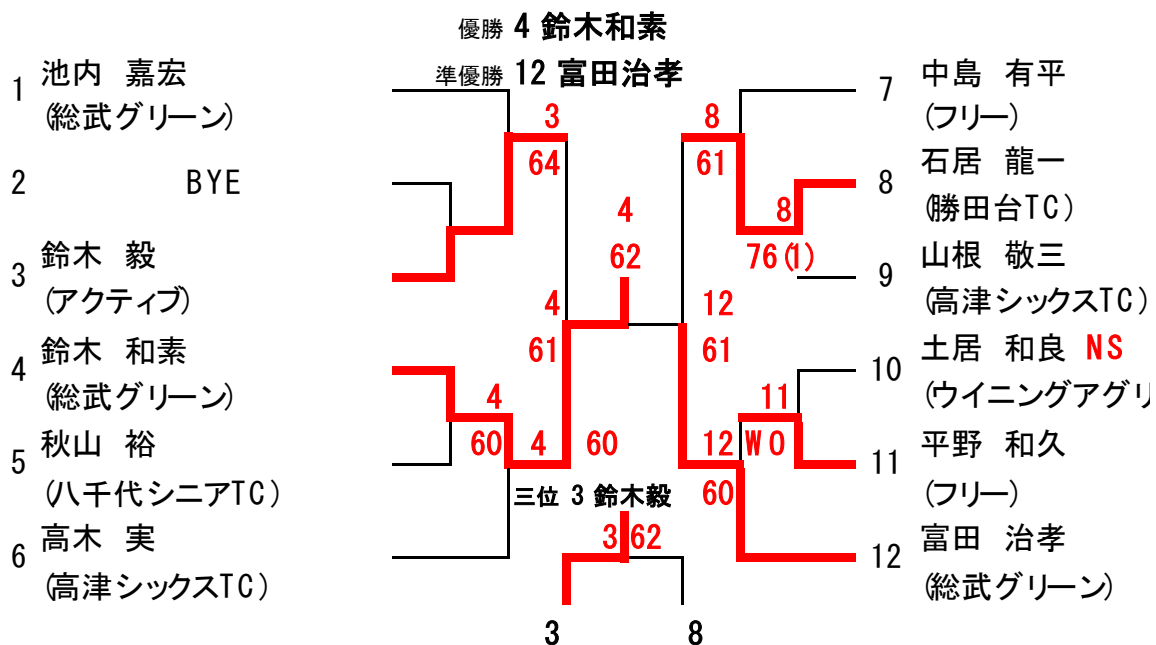 優勝 4 鈴木和素
準優勝 12 富田治孝
1 池内 嘉宏
(総武グリーン)
2 BYE
3 鈴木 毅
(アクティブ)
4 鈴木 和素
(総武グリーン)
5 秋山 裕
(八千代シニアTC)
6 高木 実
(高津シックスTC)
3
64
4
60
4
60
4
61
4
62
三位 3 鈴木毅
3 62
3 8
8
61
8
76(1)
12
61
11
WO
12
60
7 中島 有平
(フリー)
8 石居 龍一
(勝田台TC)
9 山根 敬三
(高津シックスTC)
10 土居 和良 NS
(ウイニングアグリ
11 平野 和久
(フリー)
12 富田 治孝
(総武グリーン)